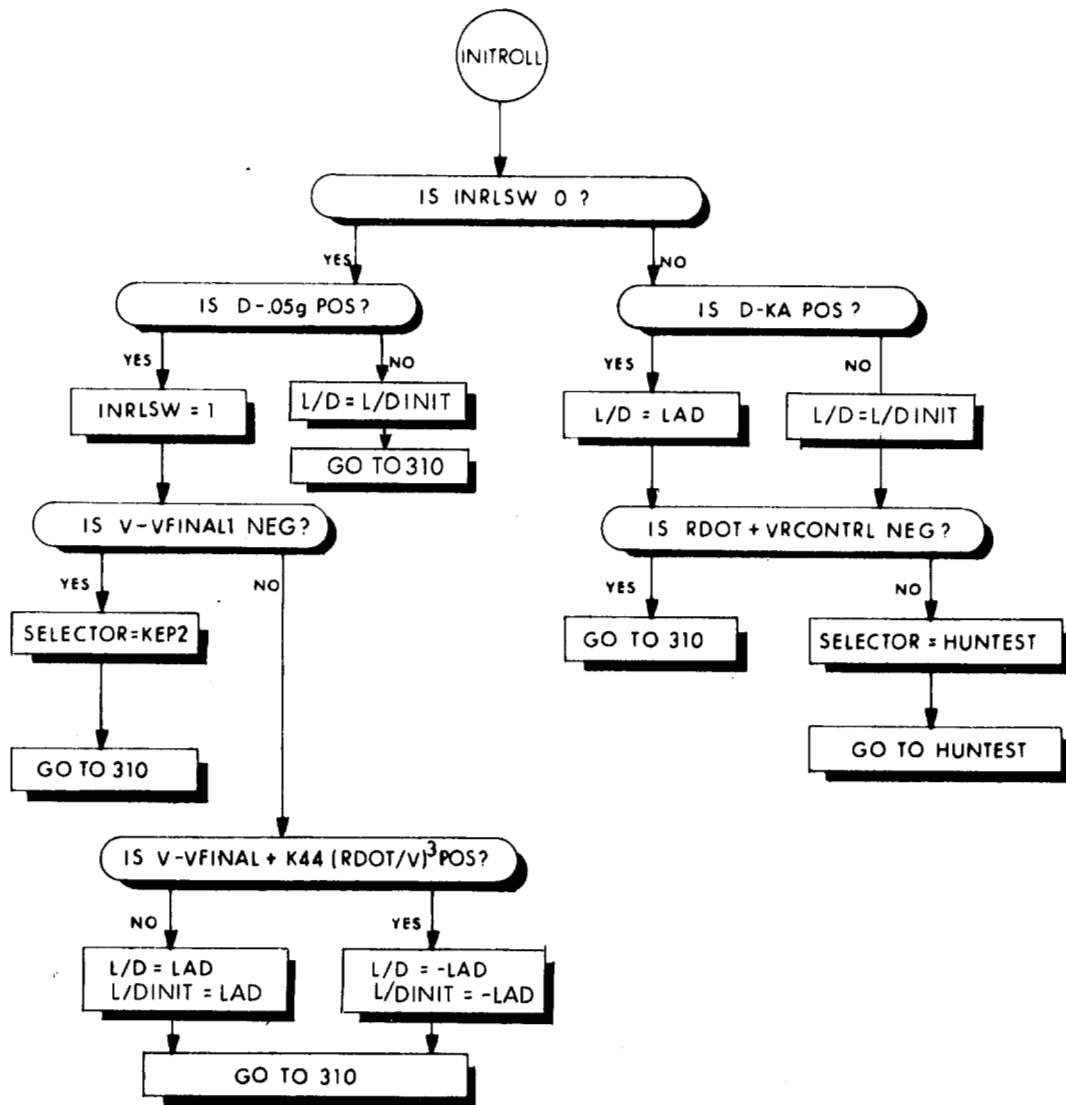 INITROLL
IS INRLSW 0 ?
YES
NO
IS D-.05g POS?
IS D-KA POS?
YES
NO
YES
NO
INRLSW = 1
L/D = L/DINIT
L/D = LAD
L/D=L/DINIT
GO TO 310
IS V-VFINAL1 NEG?
IS RDOT + VRCONTRL NEG?
YES
NO
YES
NO
SELECTOR=KEP2
GO TO 310
SELECTOR = HUNTEST
GO TO 310
GO TO HUNTEST
IS V-VFINAL + K44 (RDOT/V)³ POS?
NO
YES
L/D = LAD
L/DINIT = LAD
L/D = -LAD
L/DINIT = -LAD
GO TO 310